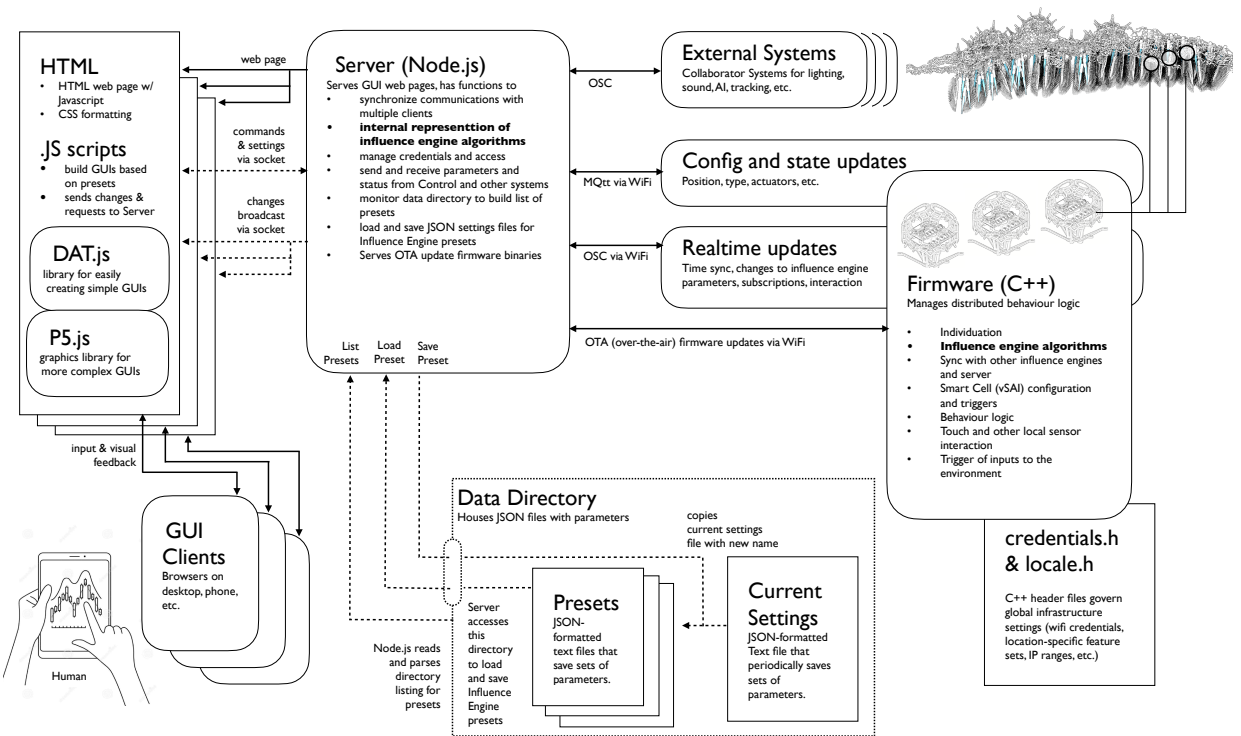 HTML
• HTML web page w/
Javascript
• CSS formatting
.JS scripts
• build GUIs based
on presets
• sends changes &
requests to Server
DAT.js
library for easily
creating simple GUIs
P5.js
graphics library for
more complex GUIs
web page
commands
& settings
via socket
changes
broadcast
via socket
input & visual
feedback
Server (Node.js)
Serves GUI web pages, has functions to
• synchronize communications with
multiple clients
• internal representtion of
influence engine algorithms
• manage credentials and access
• send and receive parameters and
status from Control and other systems
• monitor data directory to build list of
presets
• load and save JSON settings files for
Influence Engine presets
• Serves OTA update firmware binaries
List
Presets
Load
Preset
Save
Preset
OSC
MQtt via WiFi
OSC via WiFi
OTA (over-the-air) firmware updates via WiFi
External Systems
Collaborator Systems for lighting,
sound, AI, tracking, etc.
Config and state updates
Position, type, actuators, etc.
Realtime updates
Time sync, changes to influence engine
parameters, subscriptions, interaction
Firmware (C++)
Manages distributed behaviour logic
• Individuation
• Influence engine algorithms
• Sync with other influence engines
and server
• Smart Cell (vSAI) configuration
and triggers
• Behaviour logic
• Touch and other local sensor
interaction
• Trigger of inputs to the
environment
credentials.h
& locale.h
C++ header files govern
global infrastructure
settings (wifi credentials,
location-specific feature
sets, IP ranges, etc.)
GUI
Clients
Browsers on
desktop, phone,
etc.
Human
Data Directory
Houses JSON files with parameters
copies
current settings
file with new name
Node.js reads
and parses
directory
listing for
presets
Server
accesses
this
directory
to load
and save
Influence
Engine
presets
Presets
JSON-
formatted
text files that
save sets of
parameters.
Current
Settings
JSON-formatted
Text file that
periodically saves
sets of
parameters.